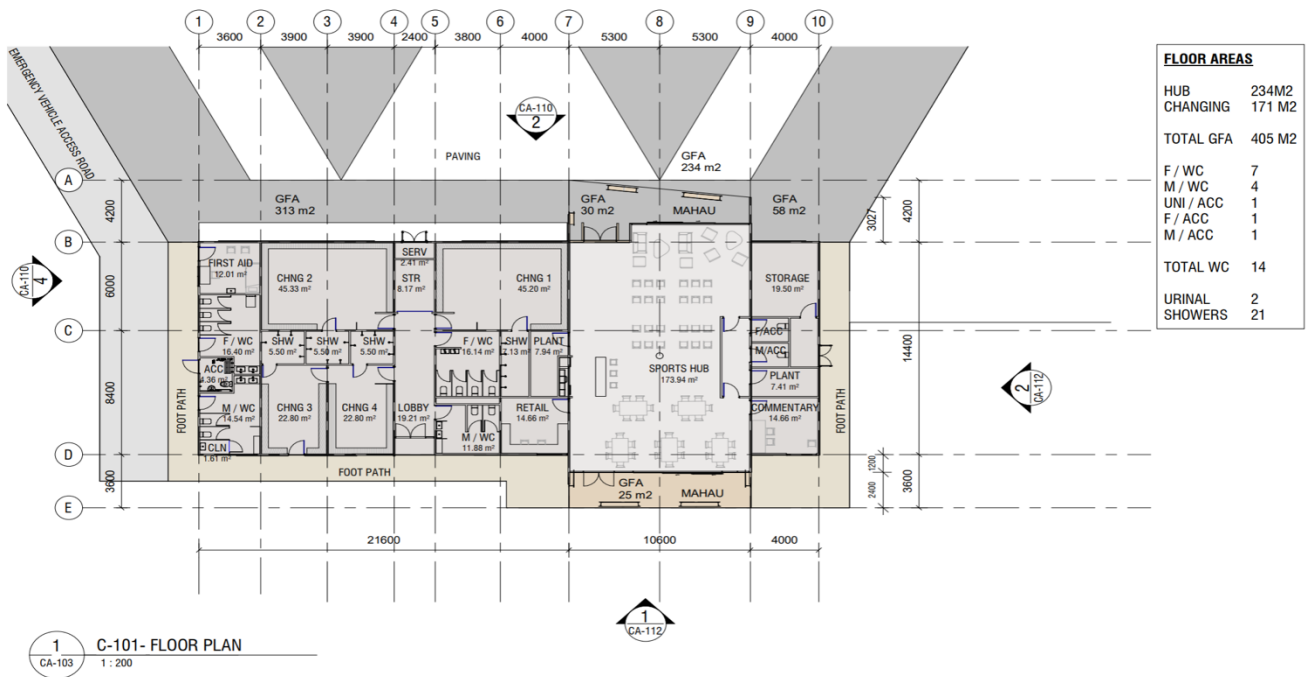 1 2 3 4 5 6 7 8 9 10
3600 3900 3900 2400 3800 4000 5300 5300 4000
EMERGENCY VEHICLE ACCESS ROAD
CA-110
2
PAVING
GFA
234 m2
A
GFA
313 m2
GFA
30 m2
MAHAU
GFA
58 m2
4200
3027
4200
B
CA-110
4
6000
FIRST AID
12.01 m²
CHNG 2
45.33 m²
SERV
2.41 m²
STR
8.17 m²
CHNG 1
45.20 m²
STORAGE
19.50 m²
C
F / WC
16.40 m²
SHW
5.50 m²
SHW
5.50 m²
SHW
5.50 m²
F / WC
16.14 m²
SHW
7.13 m²
PLANT
7.94 m²
F/ACC
M/ACC
14400
SPORTS HUB
173.94 m²
ACC
4.36 m²
PLANT
7.41 m²
8400
FOOT PATH
M / WC
14.54 m²
CHNG 3
22.80 m²
CHNG 4
22.80 m²
LOBBY
19.21 m²
RETAIL
14.66 m²
COMMENTARY
14.66 m²
FOOT PATH
2
CA-112
CLN
1.61 m²
M / WC
11.88 m²
D
FOOT PATH
3600
GFA
25 m2
MAHAU
1200
2400
3600
E
21600 10600 4000
1
CA-112
1
CA-103
C-101- FLOOR PLAN
1 : 200
FLOOR AREAS
HUB 234M2
CHANGING 171 M2
TOTAL GFA 405 M2
F / WC 7
M / WC 4
UNI / ACC 1
F / ACC 1
M / ACC 1
TOTAL WC 14
URINAL 2
SHOWERS 21